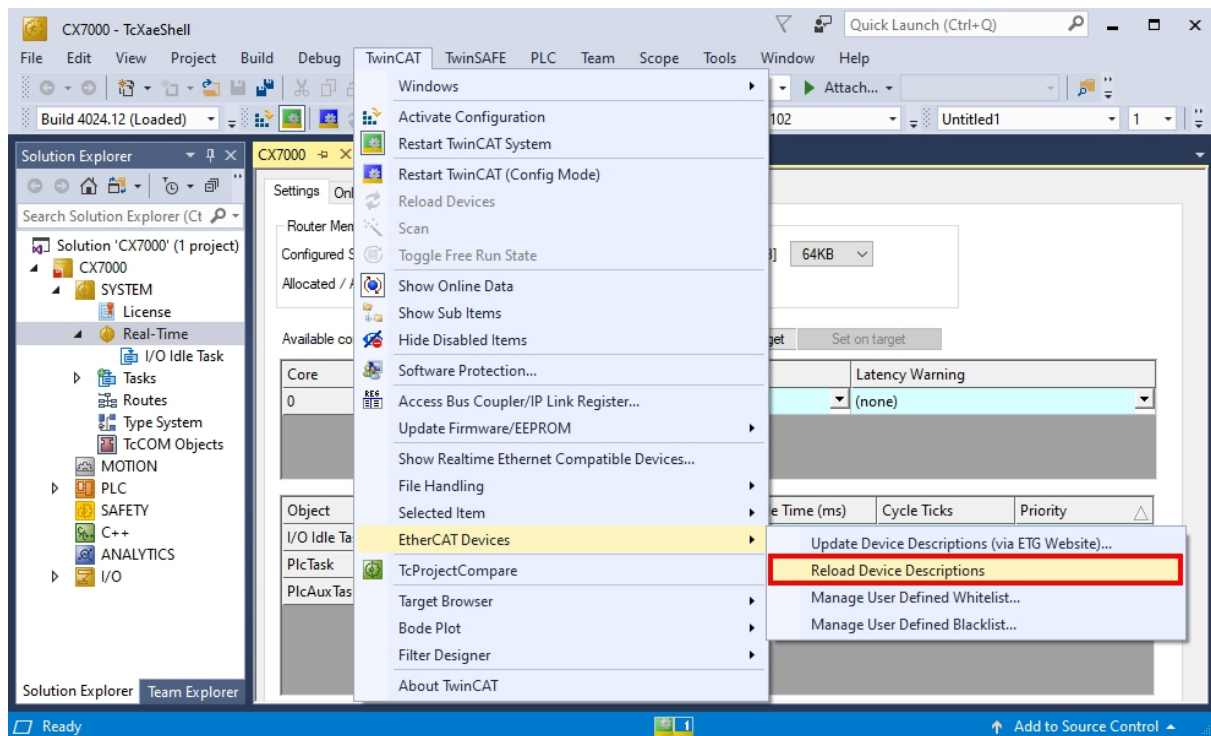 CX7000 - TcXaeShell
Quick Launch (Ctrl+Q)
File Edit View Project Build Debug TwinCAT TwinSAFE PLC Team Scope Tools Window Help
Attach...
Build 4024.12 (Loaded)
102
Untitled1
1
Solution Explorer
Search Solution Explorer (Ct
Solution 'CX7000' (1 project)
CX7000
SYSTEM
License
Real-Time
I/O Idle Task
Tasks
Routes
Type System
TcCOM Objects
MOTION
PLC
SAFETY
C++
ANALYTICS
I/O
Solution Explorer Team Explorer
CX7000
Settings Onl
Router Mem
Configured S
64KB
Allocated / A
Available co
get
Set on target
Core
Latency Warning
0
(none)
Object
e Time (ms)
Cycle Ticks
Priority
I/O Idle Ta
PlcTask
PlcAuxTas
Windows
Activate Configuration
Restart TwinCAT System
Restart TwinCAT (Config Mode)
Reload Devices
Scan
Toggle Free Run State
Show Online Data
Show Sub Items
Hide Disabled Items
Software Protection...
Access Bus Coupler/IP Link Register...
Update Firmware/EEPROM
Show Realtime Ethernet Compatible Devices...
File Handling
Selected Item
EtherCAT Devices
TcProjectCompare
Target Browser
Bode Plot
Filter Designer
About TwinCAT
Update Device Descriptions (via ETG Website)...
Reload Device Descriptions
Manage User Defined Whitelist...
Manage User Defined Blacklist...
Ready
1
Add to Source Control